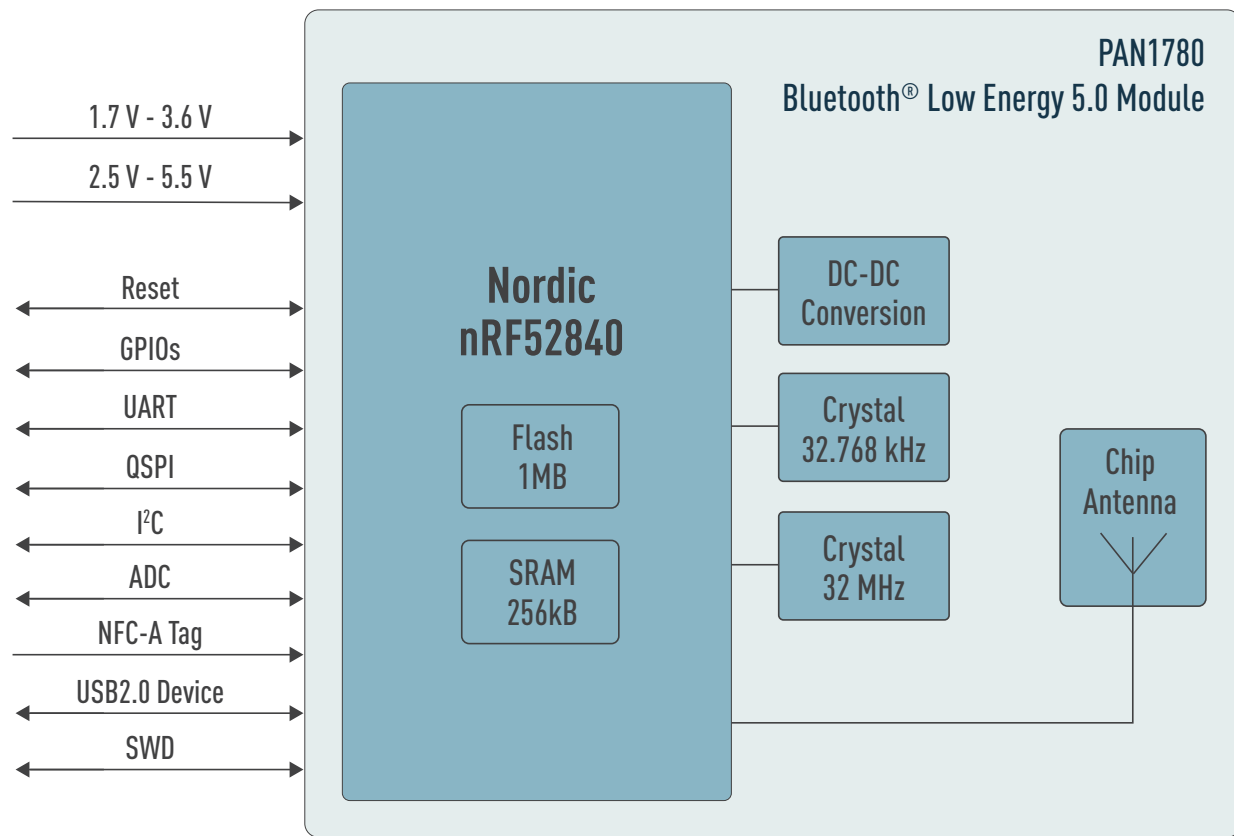 PAN1780
Bluetooth® Low Energy 5.0 Module
1.7 V - 3.6 V
2.5 V - 5.5 V
Reset
GPIOs
UART
QSPI
I²C
ADC
NFC-A Tag
USB2.0 Device
SWD
Nordic
nRF52840
Flash
1MB
SRAM
256kB
DC-DC
Conversion
Crystal
32.768 kHz
Crystal
32 MHz
Chip
Antenna